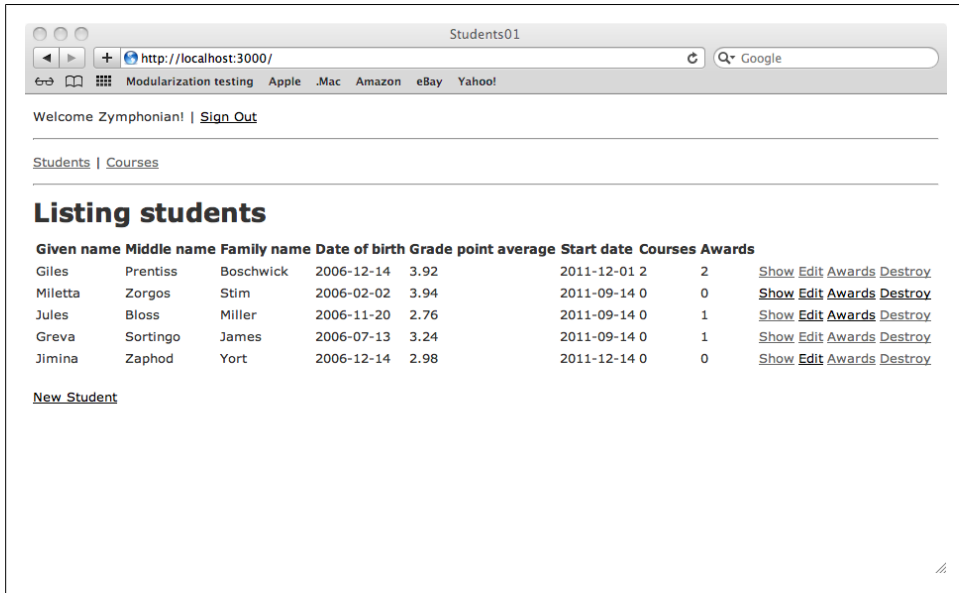 Students01
http://localhost:3000/
Google
Modularization testing Apple .Mac Amazon eBay Yahoo!
Welcome Zymphonian! | Sign Out
Students | Courses
Listing students
Given name Middle name Family name Date of birth Grade point average Start date Courses Awards
Giles Prentiss Boschwick 2006-12-14 3.92 2011-12-01 2 2 Show Edit Awards Destroy
Miletta Zorgos Stim 2006-02-02 3.94 2011-09-14 0 0 Show Edit Awards Destroy
Jules Bloss Miller 2006-11-20 2.76 2011-09-14 0 1 Show Edit Awards Destroy
Greva Sortingo James 2006-07-13 3.24 2011-09-14 0 1 Show Edit Awards Destroy
Jimina Zaphod Yort 2006-12-14 2.98 2011-12-14 0 0 Show Edit Awards Destroy
New Student